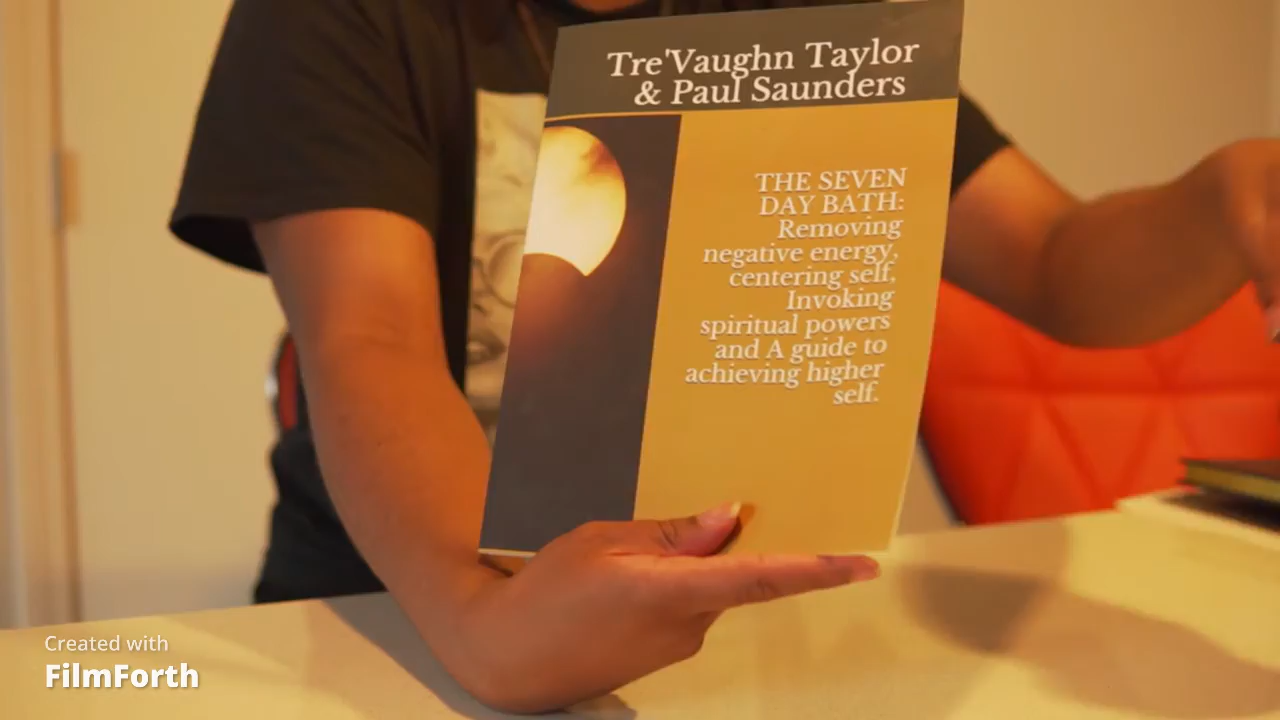 Tre'Vaughn Taylor
& Paul Saunders
THE SEVEN
DAY BATH:
Removing
negative energy,
centering self,
Invoking
spiritual powers
and A guide to
achieving higher
self.
Created with
FilmForth